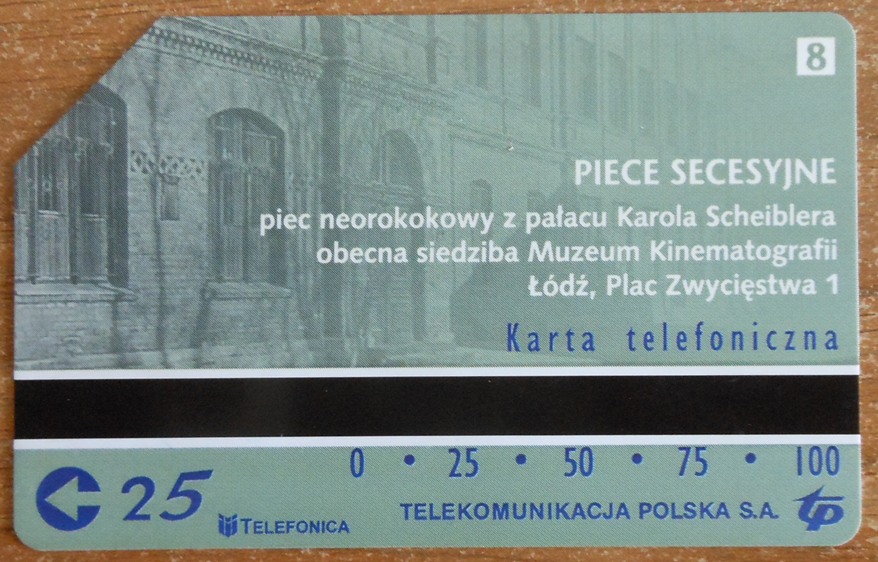 8
PIECE SECESYJNE
piec neorokokowy z pałacu Karola Scheiblera
obecna siedziba Muzeum Kinematografii
Łódź, Plac Zwycięstwa 1
Karta telefoniczna
0 • 25 • 50 • 75 • 100
25
TELEFONICA
TELEKOMUNIKACJA POLSKA S.A. tp